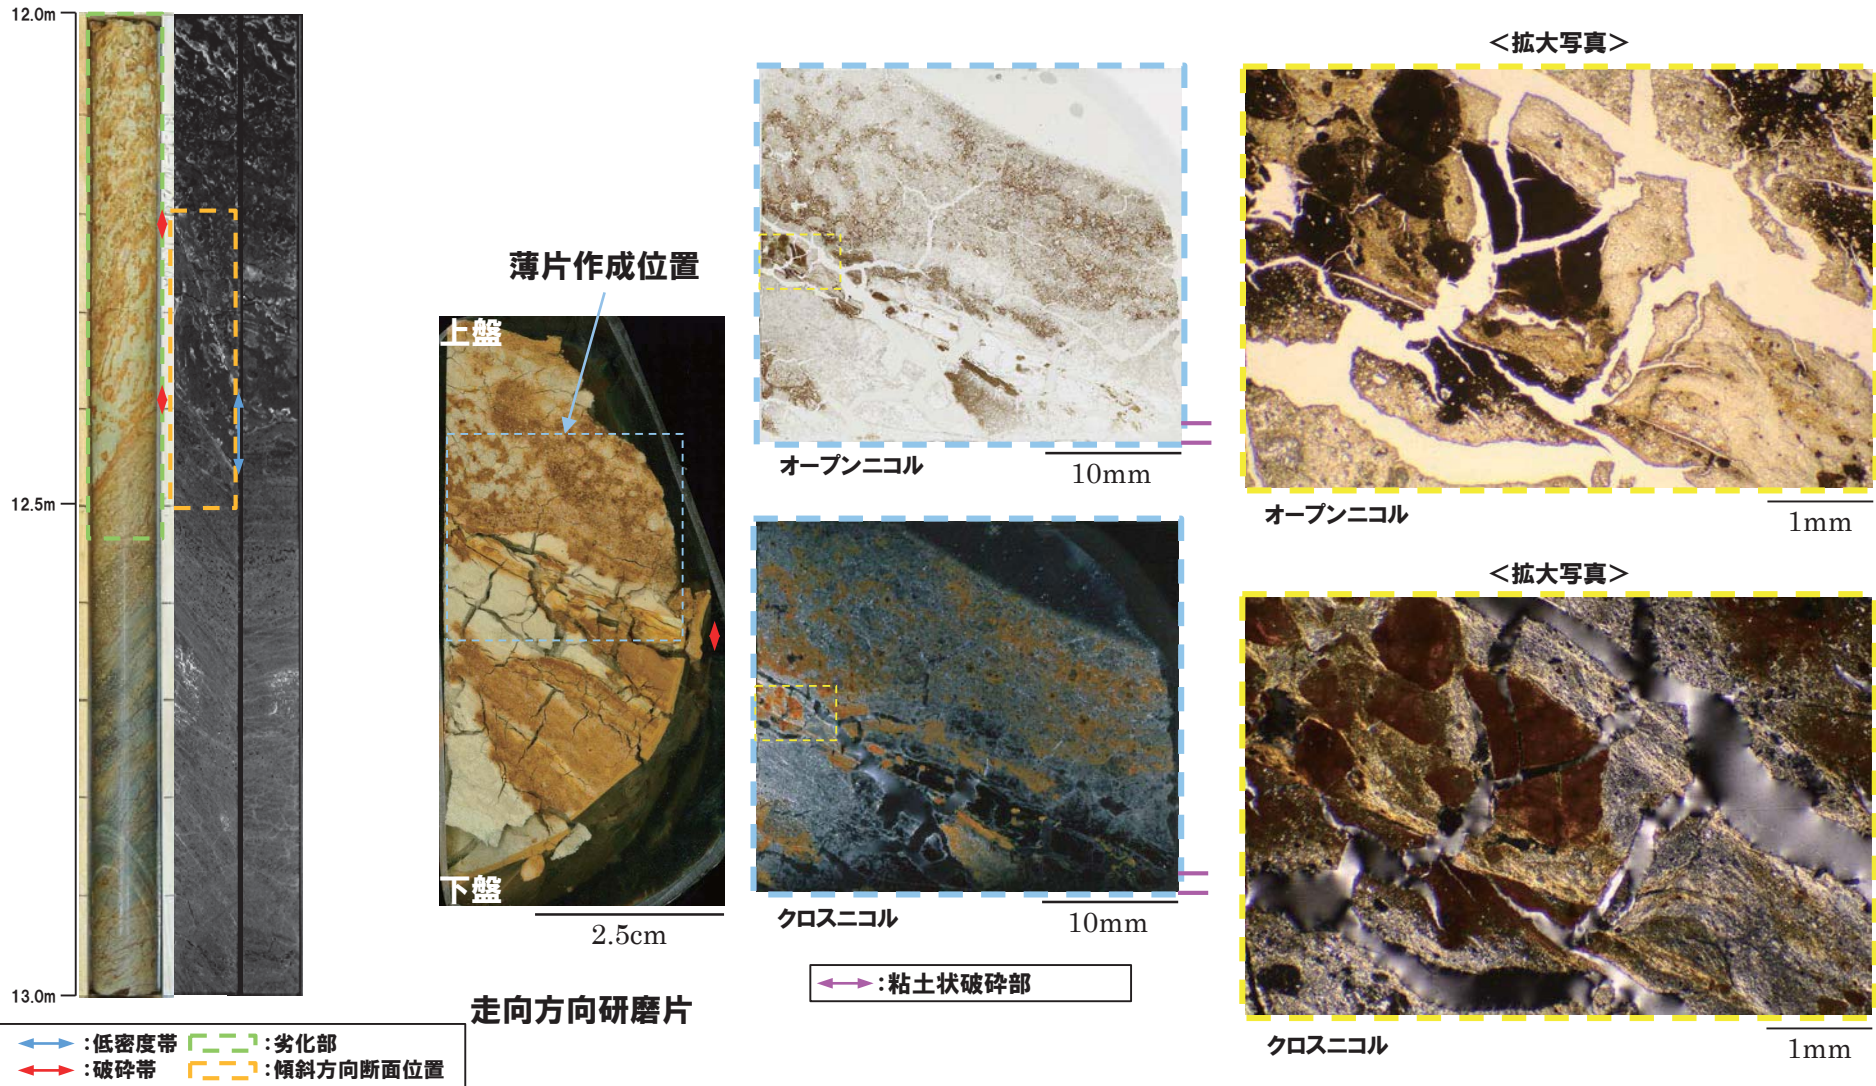 12.0m
12.5m
13.0m
:低密度帯
:劣化部
:破砕帯
:傾斜方向断面位置
薄片作成位置
上盤
下盤
2.5cm
走向方向研磨片
オープンニコル
10mm
クロスニコル
10mm
:粘土状破砕部
<拡大写真>
オープンニコル
1mm
<拡大写真>
クロスニコル
1mm